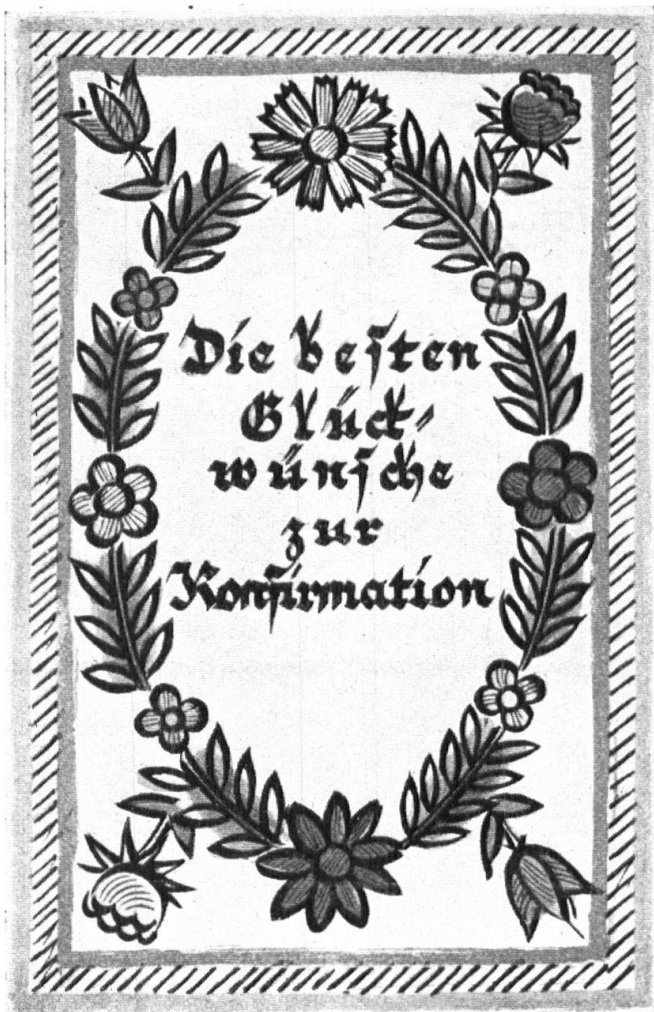 Die besten
Glück-
wünsche
zur
Konfirmation